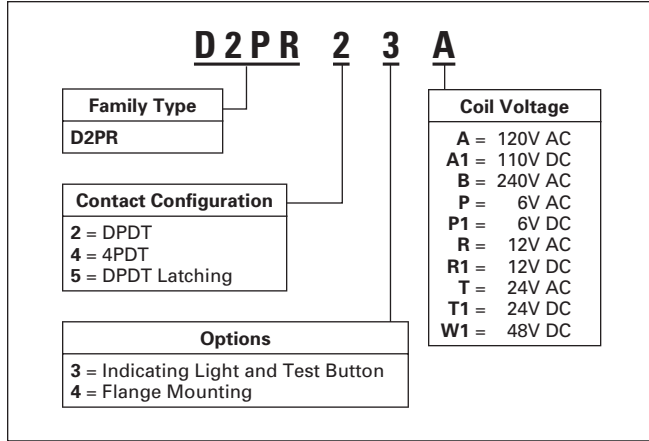 D2PR 2 3 A
Family Type
D2PR
Contact Configuration
2 = DPDT
4 = 4PDT
5 = DPDT Latching
Options
3 = Indicating Light and Test Button
4 = Flange Mounting
Coil Voltage
A = 120V AC
A1 = 110V DC
B = 240V AC
P = 6V AC
P1 = 6V DC
R = 12V AC
R1 = 12V DC
T = 24V AC
T1 = 24V DC
W1 = 48V DC